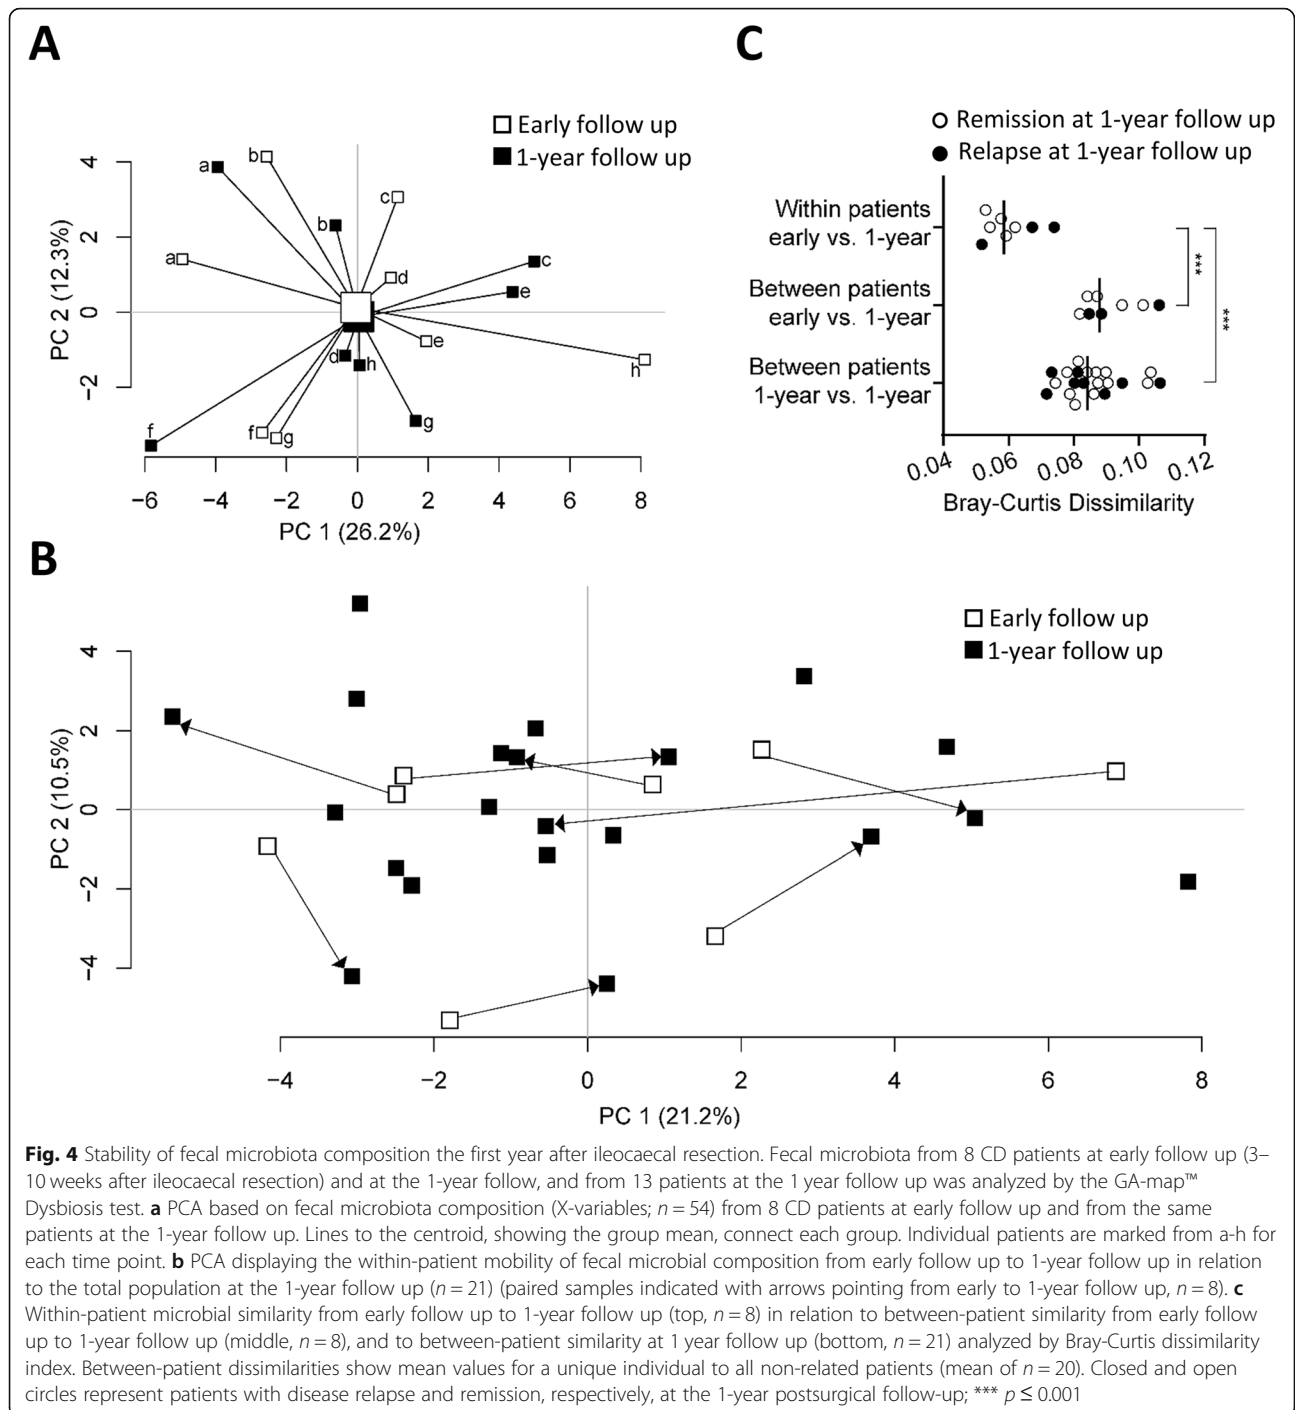 A
Early follow up
1-year follow up
PC 2 (12.3%)
4
2
0
−2
a
b
c
b
a
d
c
e
e
d
h
h
g
f
f
g
−6
−4
−2
0
2
4
6
8
PC 1 (26.2%)
C
Remission at 1-year follow up
Relapse at 1-year follow up
Within patients
early vs. 1-year
Between patients
early vs. 1-year
Between patients
1-year vs. 1-year
***
***
0.04
0.06
0.08
0.10
0.12
Bray-Curtis Dissimilarity
B
Early follow up
1-year follow up
PC 2 (10.5%)
4
2
0
−2
−4
−4
−2
0
2
4
6
8
PC 1 (21.2%)
Fig. 4 Stability of fecal microbiota composition the first year after ileocaecal resection. Fecal microbiota from 8 CD patients at early follow up (3–
10 weeks after ileocaecal resection) and at the 1-year follow, and from 13 patients at the 1 year follow up was analyzed by the GA-map™
Dysbiosis test. a PCA based on fecal microbiota composition (X-variables; n = 54) from 8 CD patients at early follow up and from the same
patients at the 1-year follow up. Lines to the centroid, showing the group mean, connect each group. Individual patients are marked from a-h for
each time point. b PCA displaying the within-patient mobility of fecal microbial composition from early follow up to 1-year follow up in relation
to the total population at the 1-year follow up (n = 21) (paired samples indicated with arrows pointing from early to 1-year follow up, n = 8). c
Within-patient microbial similarity from early follow up to 1-year follow up (top, n = 8) in relation to between-patient similarity from early follow
up to 1-year follow up (middle, n = 8), and to between-patient similarity at 1 year follow up (bottom, n = 21) analyzed by Bray-Curtis dissimilarity
index. Between-patient dissimilarities show mean values for a unique individual to all non-related patients (mean of n = 20). Closed and open
circles represent patients with disease relapse and remission, respectively, at the 1-year postsurgical follow-up; *** p ≤ 0.001